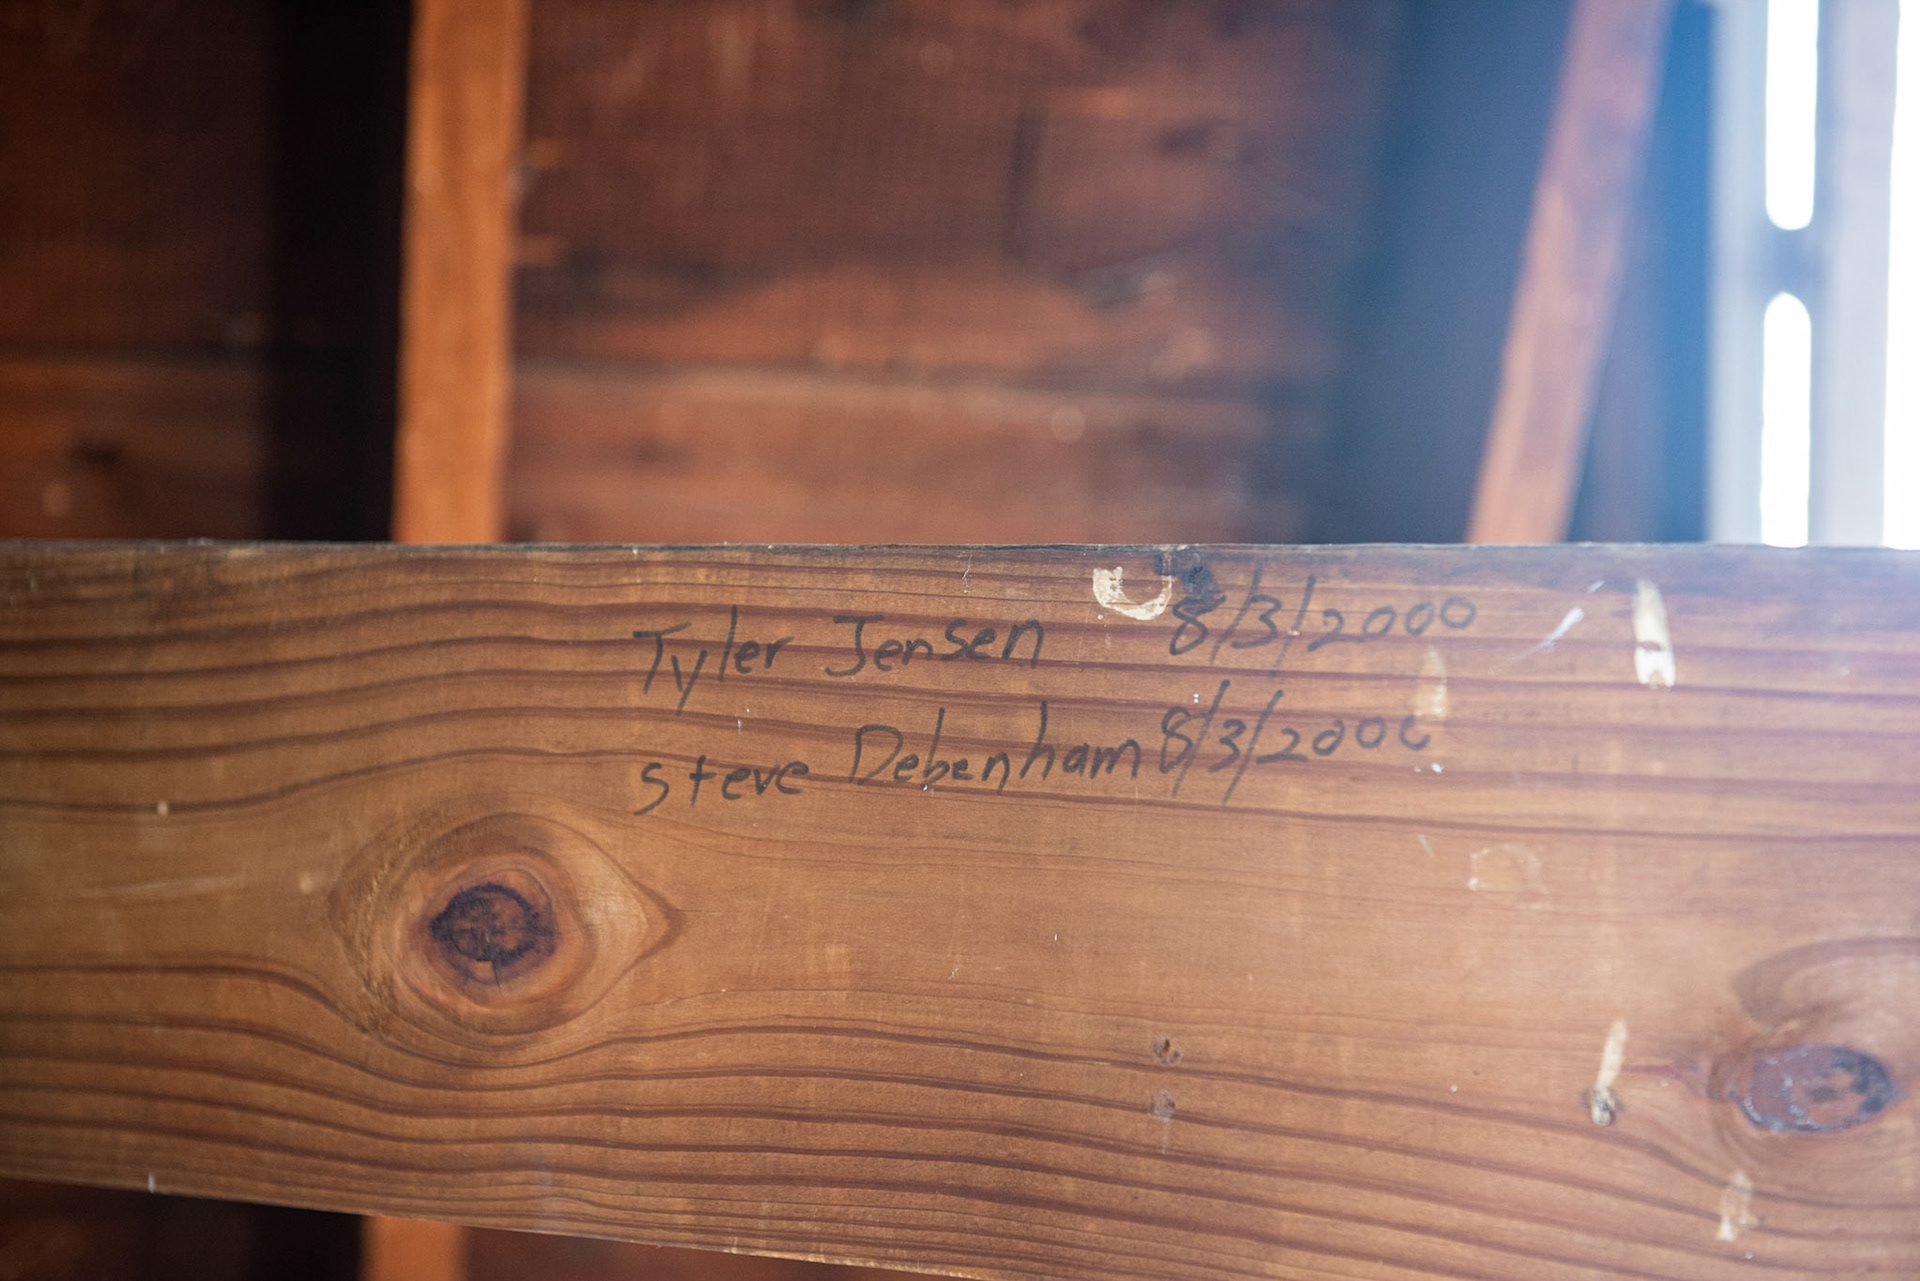 Tyler Jensen 8/3/2000
Steve Debenham 8/3/2000